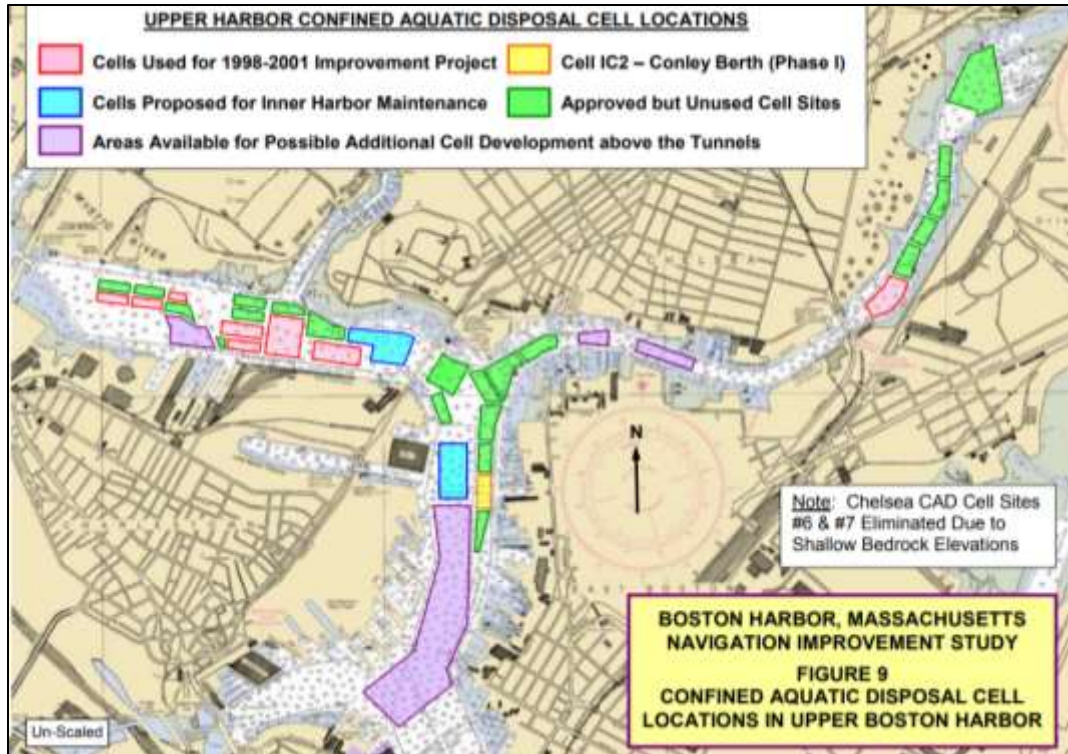 UPPER HARBOR CONFINED AQUATIC DISPOSAL CELL LOCATIONS
Cells Used for 1998-2001 Improvement Project
Cell IC2 – Conley Berth (Phase I)
Cells Proposed for Inner Harbor Maintenance
Approved but Unused Cell Sites
Areas Available for Possible Additional Cell Development above the Tunnels
MYSTIC
RIVER
CHELSEA
N
Note: Chelsea CAD Cell Sites
#6 & #7 Eliminated Due to
Shallow Bedrock Elevations
BOSTON HARBOR, MASSACHUSETTS
NAVIGATION IMPROVEMENT STUDY
FIGURE 9
CONFINED AQUATIC DISPOSAL CELL
LOCATIONS IN UPPER BOSTON HARBOR
Un-Scaled